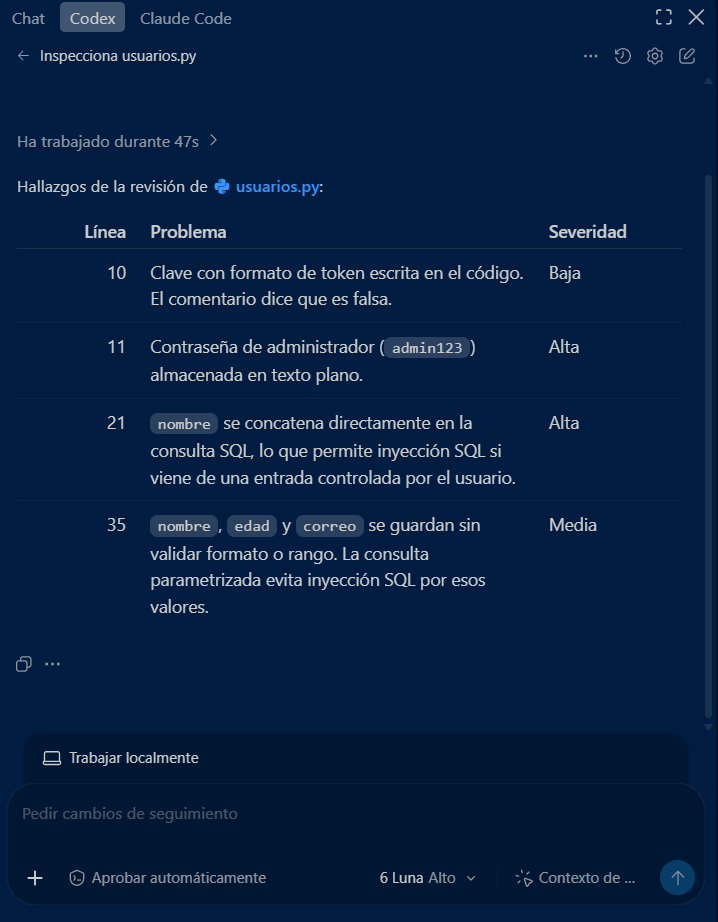 Chat Codex Claude Code
Inspecciona usuarios.py
Ha trabajado durante 47s
Hallazgos de la revisión de usuarios.py:
Línea Problema Severidad
10 Clave con formato de token escrita en el código. Baja
El comentario dice que es falsa.
11 Contraseña de administrador (admin123) Alta
almacenada en texto plano.
21 nombre se concatena directamente en la Alta
consulta SQL, lo que permite inyección SQL si
viene de una entrada controlada por el usuario.
35 nombre, edad y correo se guardan sin Media
validar formato o rango. La consulta
parametrizada evita inyección SQL por esos
valores.
Trabajar localmente
Pedir cambios de seguimiento
Aprobar automáticamente 6 Luna Alto Contexto de ...